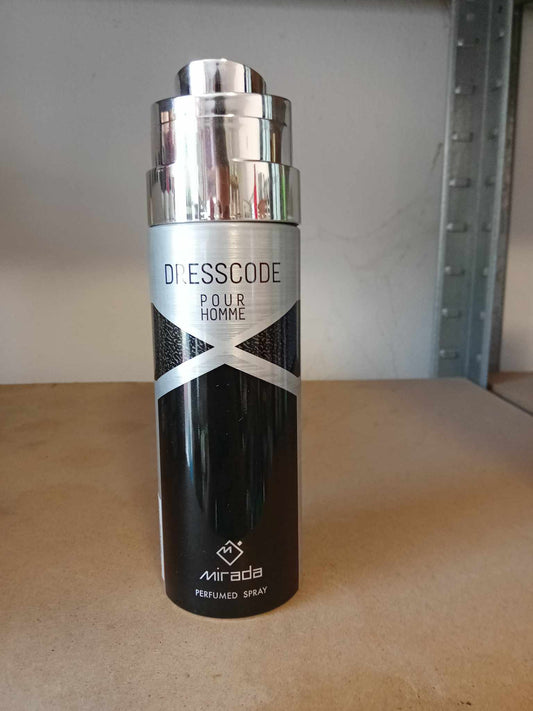 DRESSCODE
POUR
HOMME
M
mirada
PERFUMED SPRAY